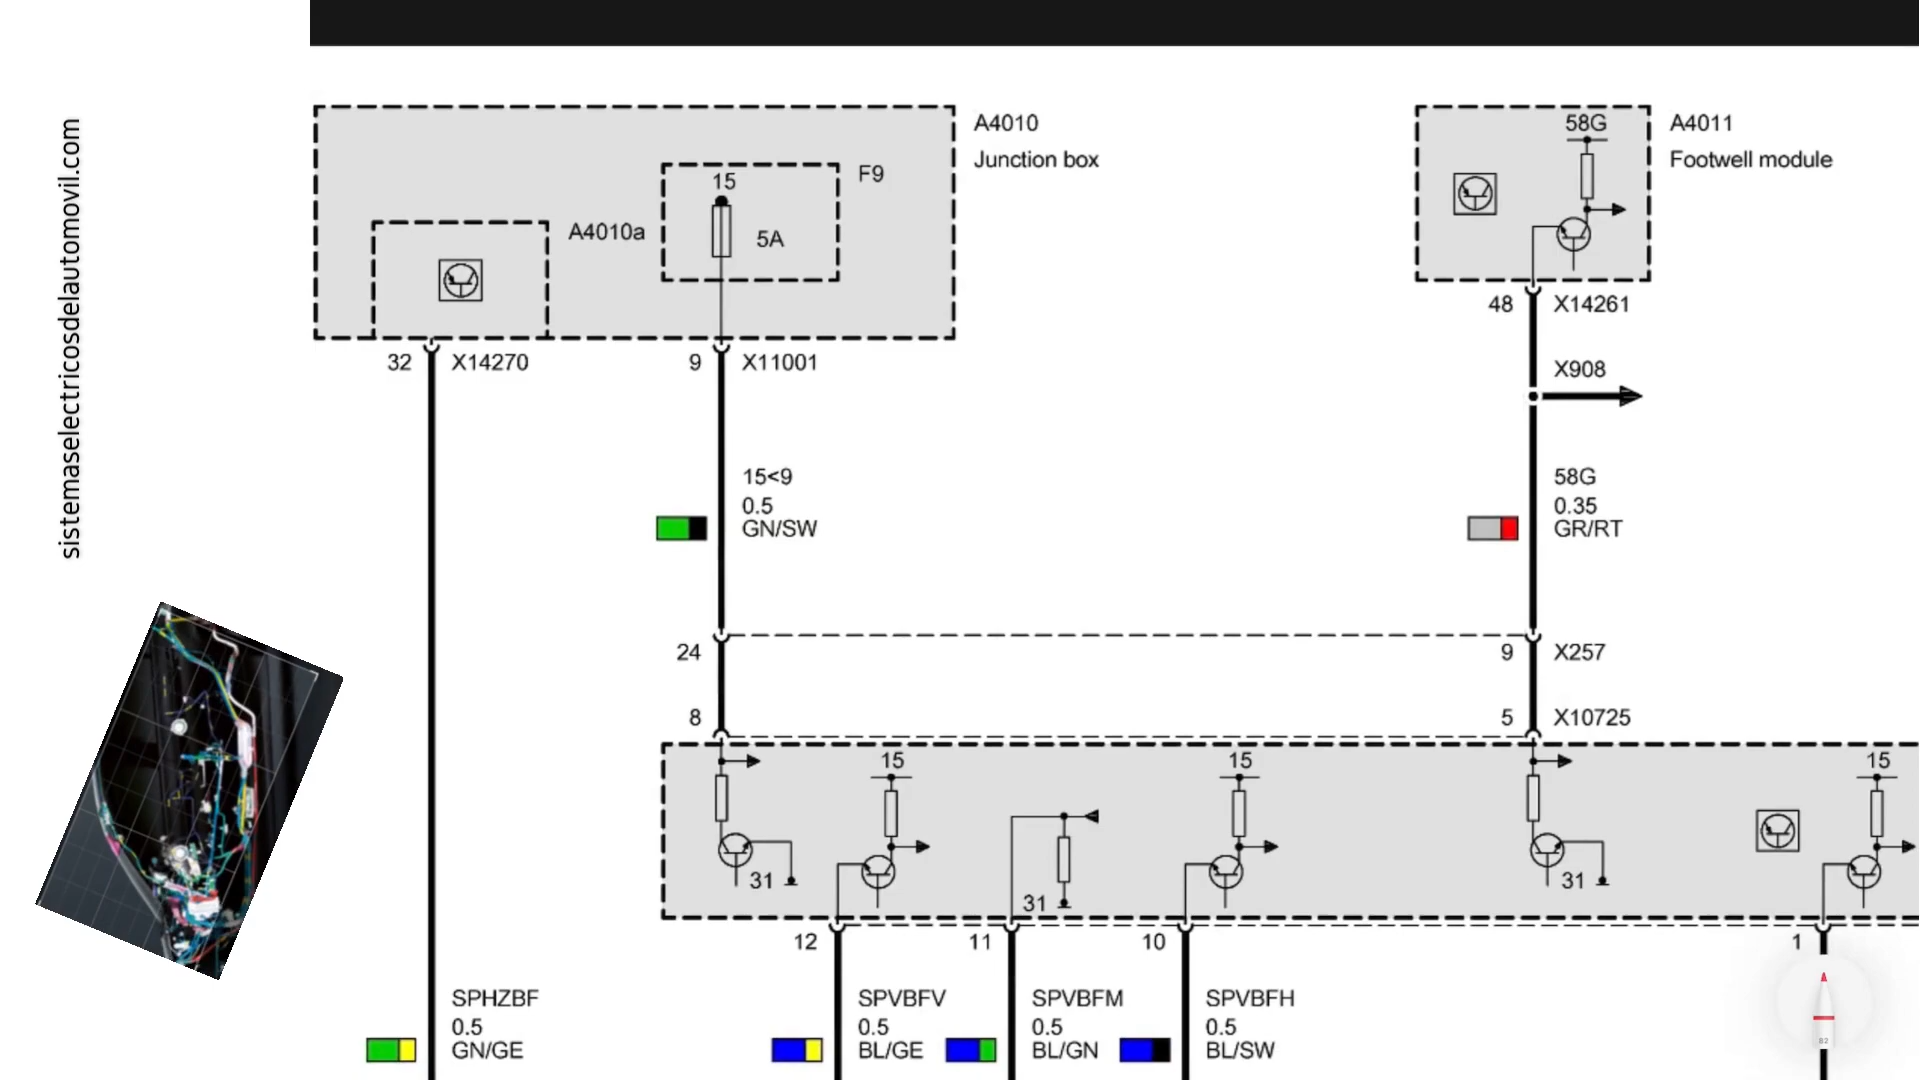 sistemaselectricosdelautomovil.com
A4010
Junction box
F9
15
5A
A4010a
58G
A4011
Footwell module
32 X14270
9 X11001
48 X14261
X908
15<9
0.5
GN/SW
58G
0.35
GR/RT
24
9 X257
8
5 X10725
15
15
15
31
31
31
12
11
10
1
SPHZBF
0.5
GN/GE
SPVBFV
0.5
BL/GE
SPVBFM
0.5
BL/GN
SPVBFH
0.5
BL/SW
B2